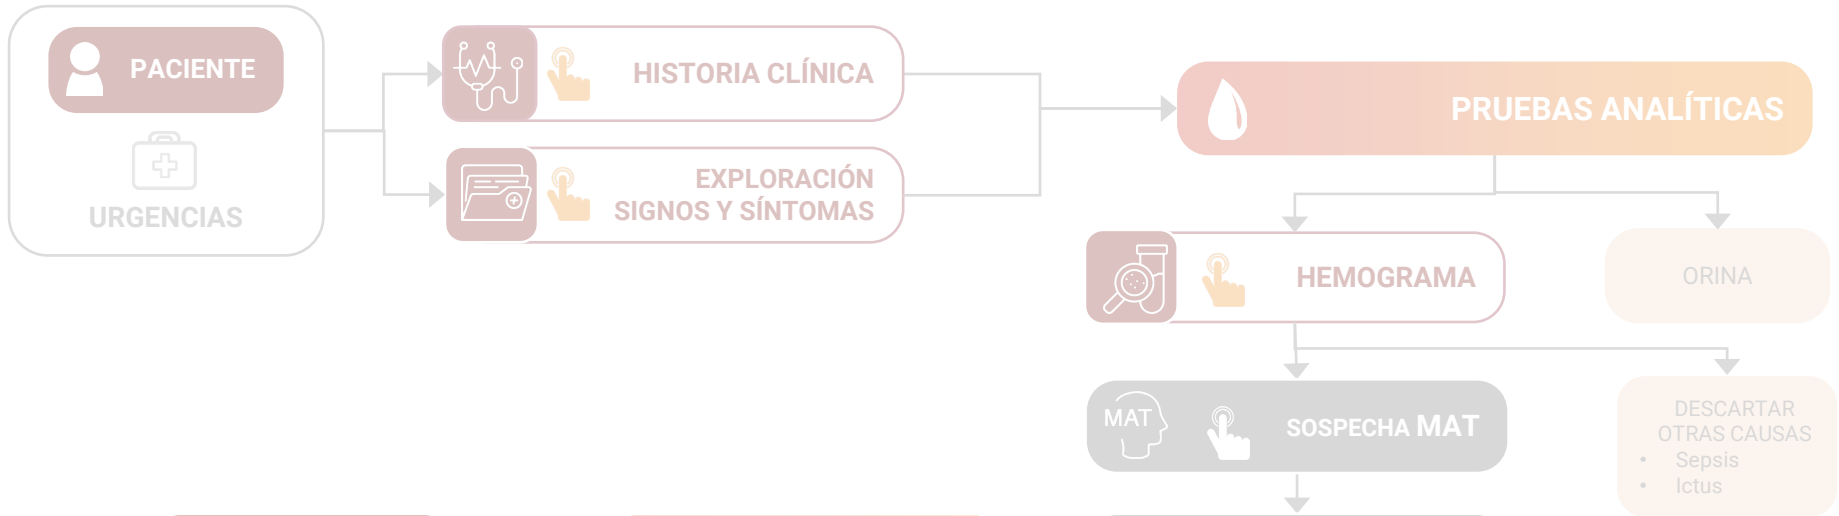 PACIENTE
URGENCIAS
HISTORIA CLÍNICA
EXPLORACIÓN
SIGNOS Y SÍNTOMAS
PRUEBAS ANALÍTICAS
HEMOGRAMA
ORINA
MAT
SOSPECHA MAT
DESCARTAR
OTRAS CAUSAS
• Sepsis
• Ictus